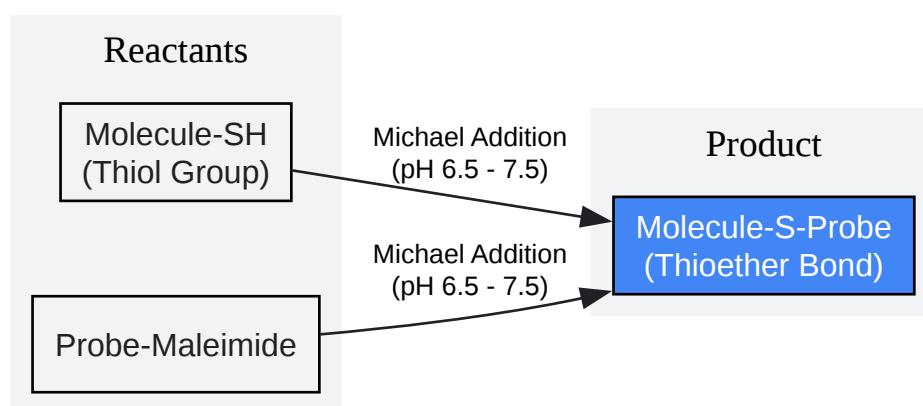 Reactants
Molecule-SH
(Thiol Group)
Probe-Maleimide
Michael Addition
(pH 6.5 - 7.5)
Michael Addition
(pH 6.5 - 7.5)
Product
Molecule-S-Probe
(Thioether Bond)